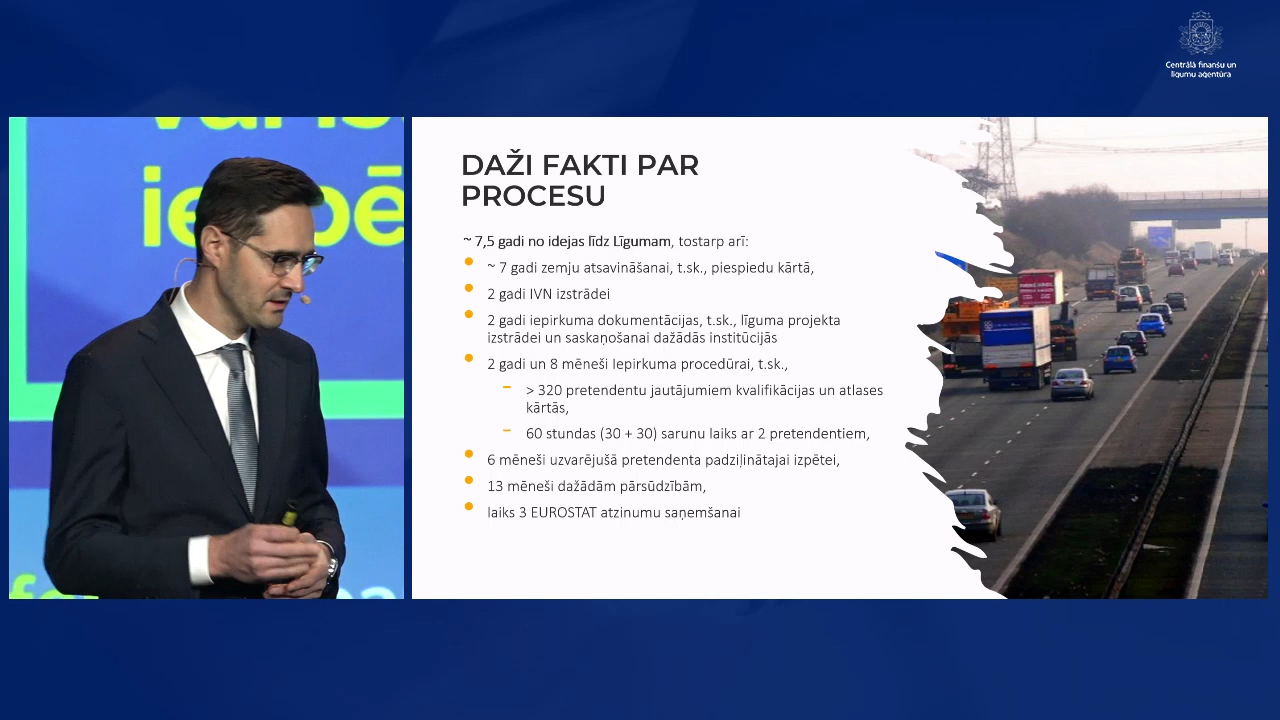 Centrālā finanšu un
līgumu aģentūra
DAŽI FAKTI PAR
PROCESU
~ 7,5 gadi no idejas līdz Līgumam, tostarp arī:
~ 7 gadi zemju atsavināšanai, t.sk., piespiedu kārtā,
2 gadi IVN izstrādei
2 gadi iepirkuma dokumentācijas, t.sk., līguma projekta
izstrādei un saskaņošanai dažādās institūcijās
2 gadi un 8 mēneši Iepirkuma procedūrai, t.sk.,
> 320 pretendentu jautājumiem kvalifikācijas un atlases
kārtās,
60 stundas (30 + 30) sarunu laiks ar 2 pretendentiem,
6 mēneši uzvarējušā pretendenta padziļinātajai izpētei,
13 mēneši dažādām pārsūdzībām,
laiks 3 EUROSTAT atzinumu saņemšanai